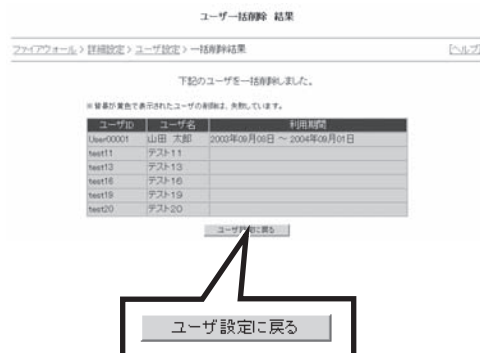 ユーザ一括削除 結果
ファイアウォール > 詳細設定 > ユーザ設定 > 一括削除結果 [ヘルプ]
下記のユーザを一括削除しました。
※背景が黄色で表示されたユーザの削除は、失敗しています。
ユーザID ユーザ名 利用期間
User00001 山田 太郎 2003年09月08日 ～ 2004年09月01日
test11 テスト11
test13 テスト13
test16 テスト16
test19 テスト19
test20 テスト20
ユーザ設定に戻る
ユーザ設定に戻る